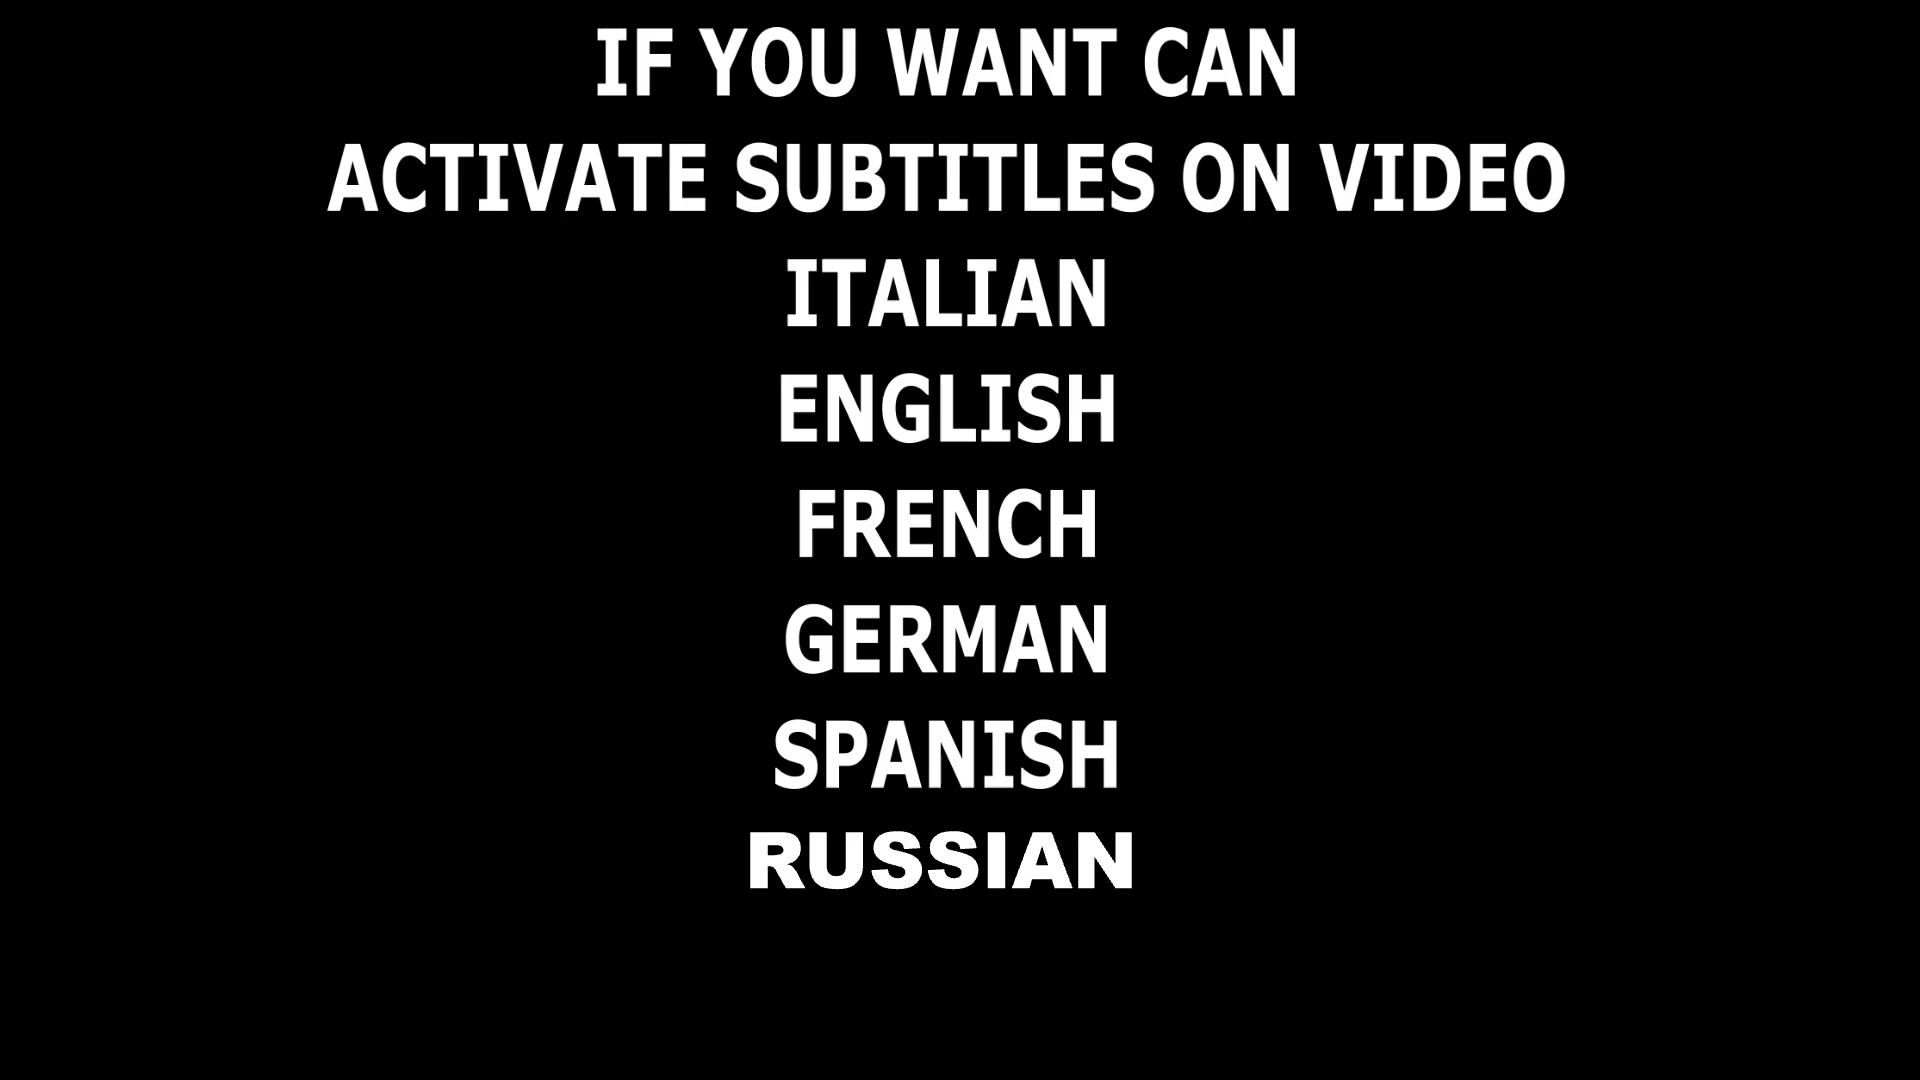 IF YOU WANT CAN
ACTIVATE SUBTITLES ON VIDEO
ITALIAN
ENGLISH
FRENCH
GERMAN
SPANISH
RUSSIAN